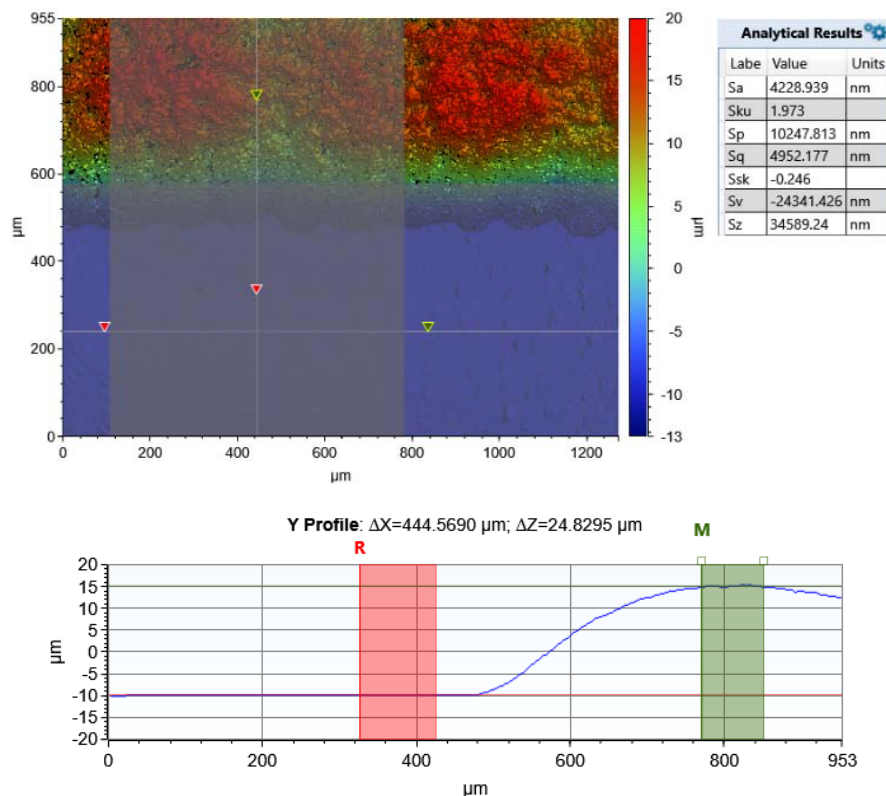 955
800
600
400
200
0
µm
0
200
400
600
800
1000
1200
µm
20
15
10
5
0
-5
-10
-13
µm
Analytical Results
Labe Value Units
Sa 4228.939 nm
Sku 1.973
Sp 10247.813 nm
Sq 4952.177 nm
Ssk -0.246
Sv -24341.426 nm
Sz 34589.24 nm
Y Profile: ΔX=444.5690 µm; ΔZ=24.8295 µm
R
M
20
15
10
5
0
-5
-10
-15
-20
µm
0
200
400
600
800
953
µm